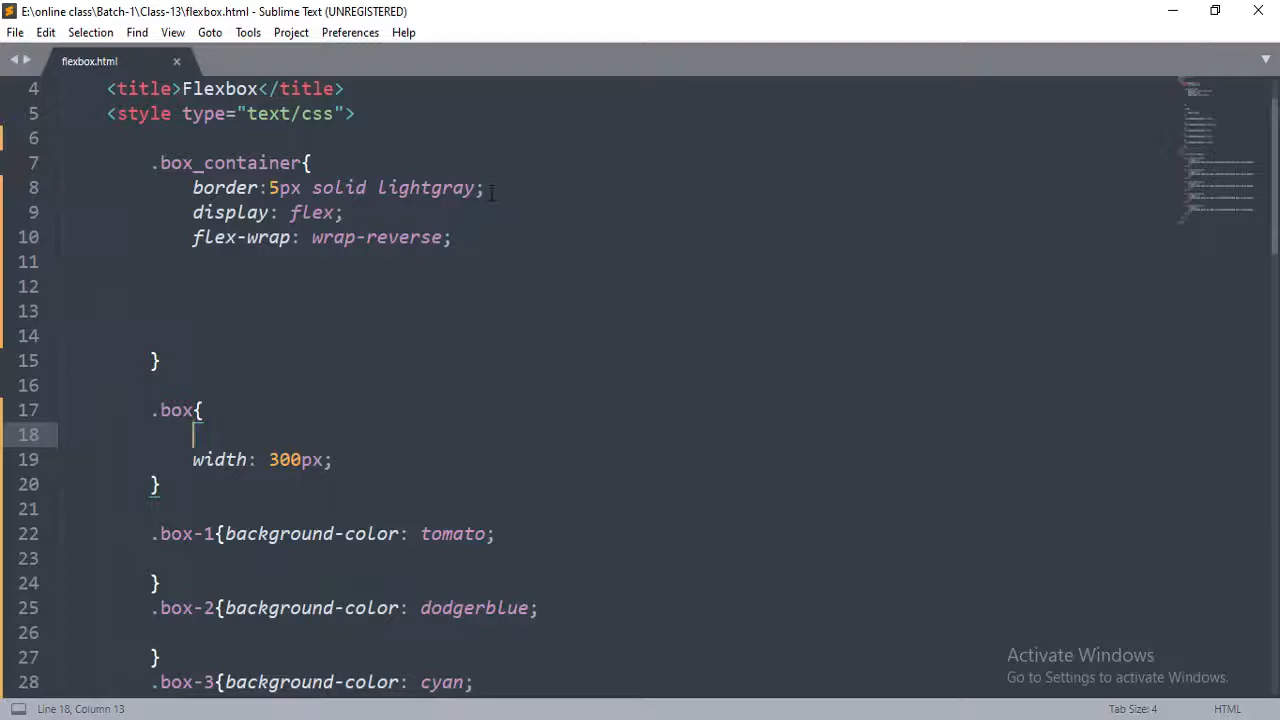 E:\online class\Batch-1\Class-13\flexbox.html - Sublime Text (UNREGISTERED)
File Edit Selection Find View Goto Tools Project Preferences Help
flexbox.html
4 <title>Flexbox</title>
5 <style type="text/css">
6
7 .box_container{
8 border:5px solid lightgray;
9 display: flex;
10 flex-wrap: wrap-reverse;
11
12
13
14
15 }
16
17 .box{
18
19 width: 300px;
20 }
21
22 .box-1{background-color: tomato;
23
24 }
25 .box-2{background-color: dodgerblue;
26
27 }
28 .box-3{background-color: cyan;
Activate Windows
Go to Settings to activate Windows.
Line 18, Column 13 Tab Size: 4 HTML